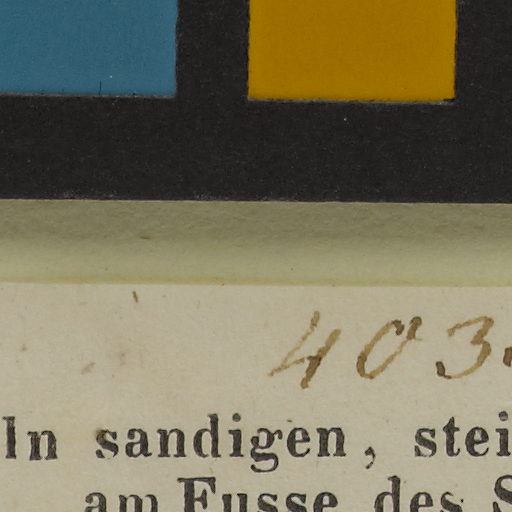 403.
In sandigen, stei
am Fusse des S